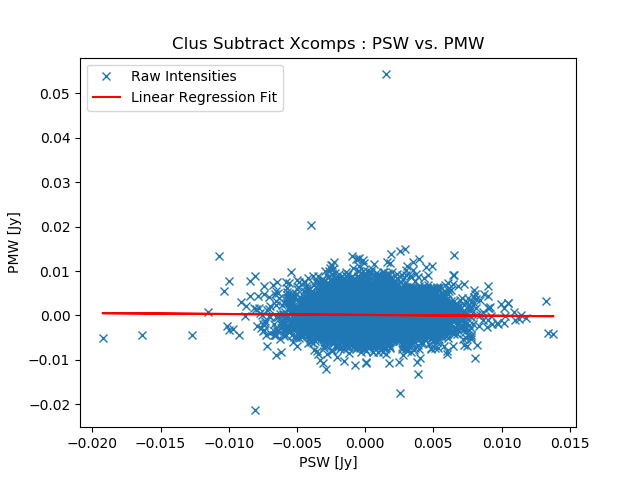 Clus Subtract Xcomps : PSW vs. PMW
Raw Intensities
Linear Regression Fit
PMW [Jy]
0.05
0.04
0.03
0.02
0.01
0.00
−0.01
−0.02
−0.020 −0.015 −0.010 −0.005 0.000 0.005 0.010 0.015
PSW [Jy]